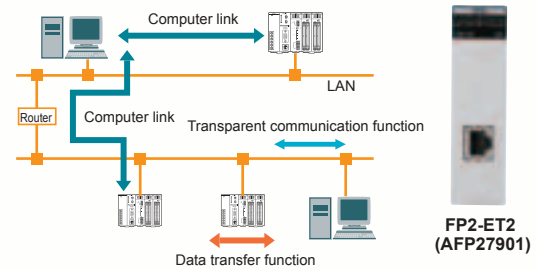 Computer link
LAN
Router
Computer link
Transparent communication function
Data transfer function
FP2-ET2
(AFP27901)